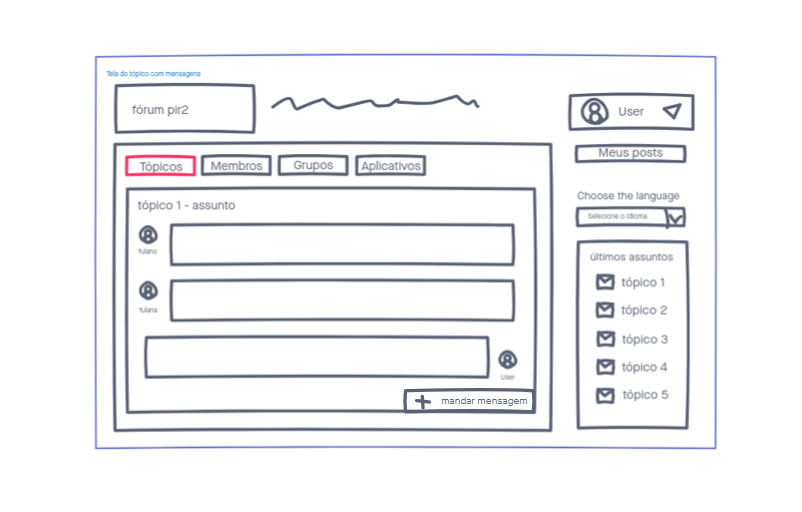 Tela do tópico com mensagens
fórum pir2
User
Tópicos
Membros
Grupos
Aplicativos
Meus posts
tópico 1 - assunto
fulano
fulana
User
mandar mensagem
Choose the language
Selecione o Idioma
últimos assuntos
tópico 1
tópico 2
tópico 3
tópico 4
tópico 5